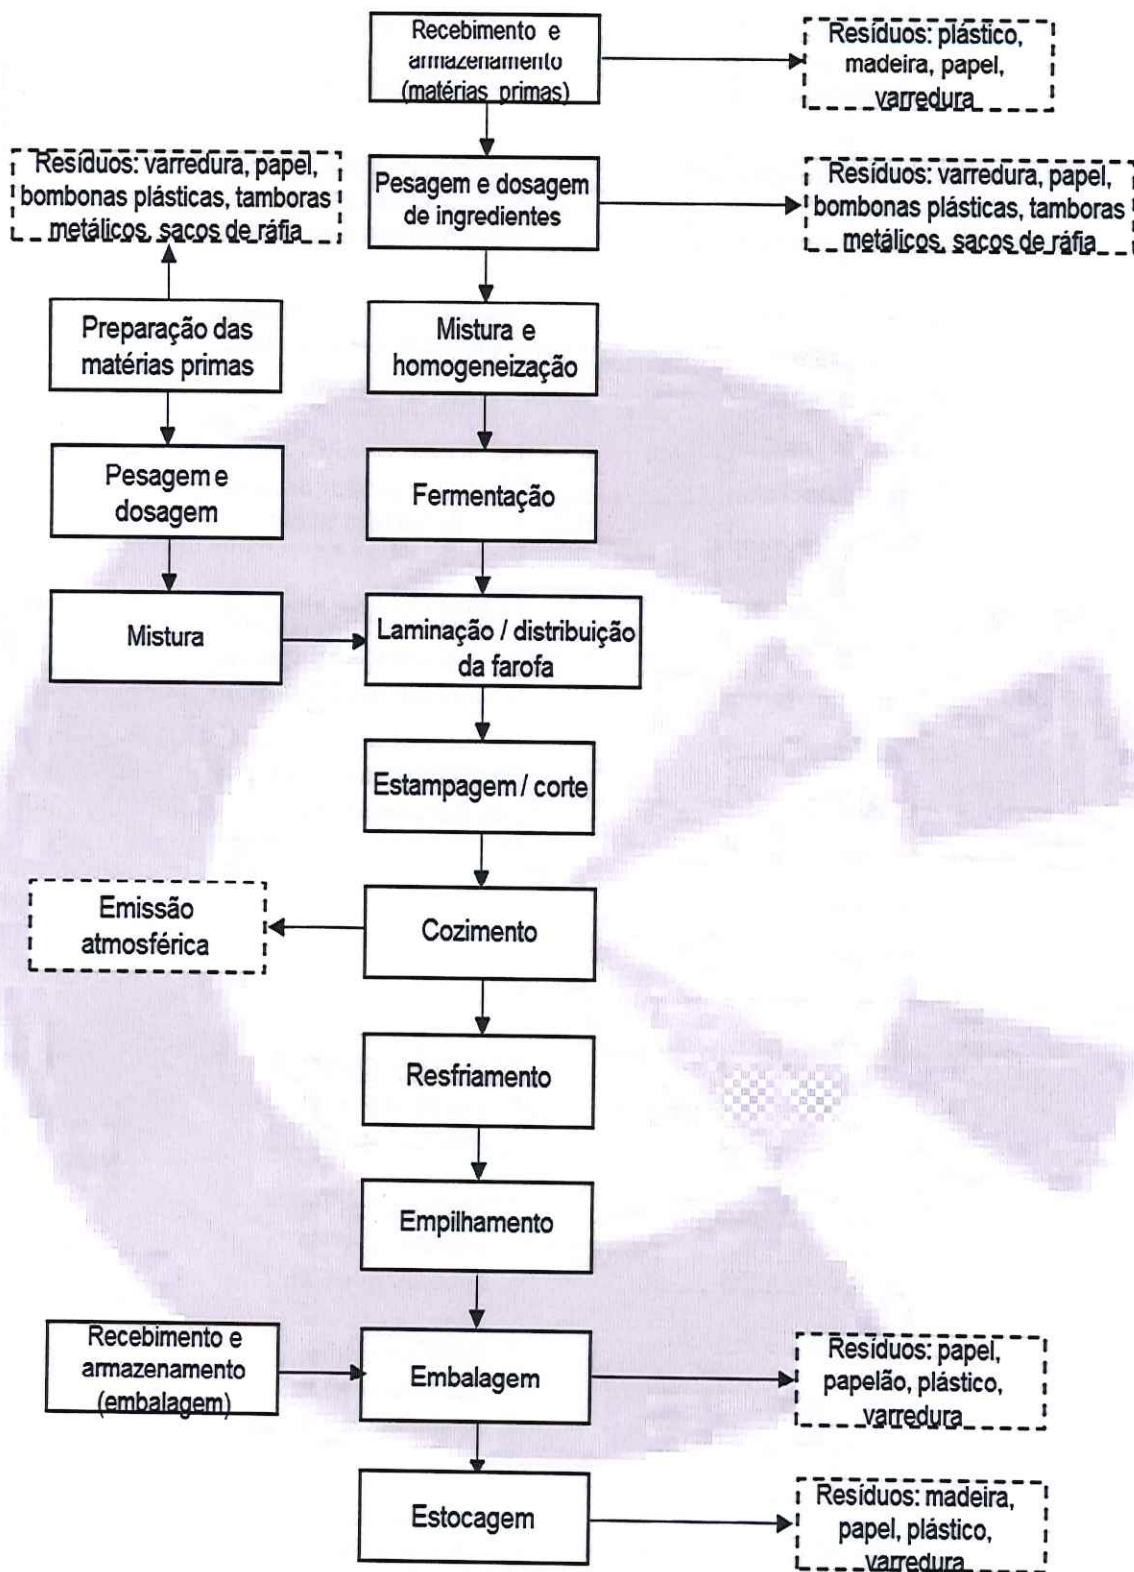 Recebimento e
armazenamento
(matérias primas)
Resíduos: plástico,
madeira, papel,
varredura
Resíduos: varredura, papel,
bombonas plásticas, tamboras
metálicos, sacos de ráfia
Pesagem e dosagem
de ingredientes
Resíduos: varredura, papel,
bombonas plásticas, tamboras
metálicos, sacos de ráfia
Preparação das
matérias primas
Mistura e
homogeneização
Pesagem e
dosagem
Fermentação
Mistura
Laminação / distribuição
da farofa
Estampagem / corte
Emissão
atmosférica
Cozimento
Resfriamento
Empilhamento
Recebimento e
armazenamento
(embalagem)
Embalagem
Resíduos: papel,
papelão, plástico,
varredura
Estocagem
Resíduos: madeira,
papel, plástico,
varredura